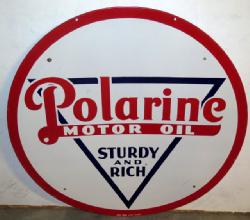 Polarine
MOTOR OIL
STURDY
AND
RICH